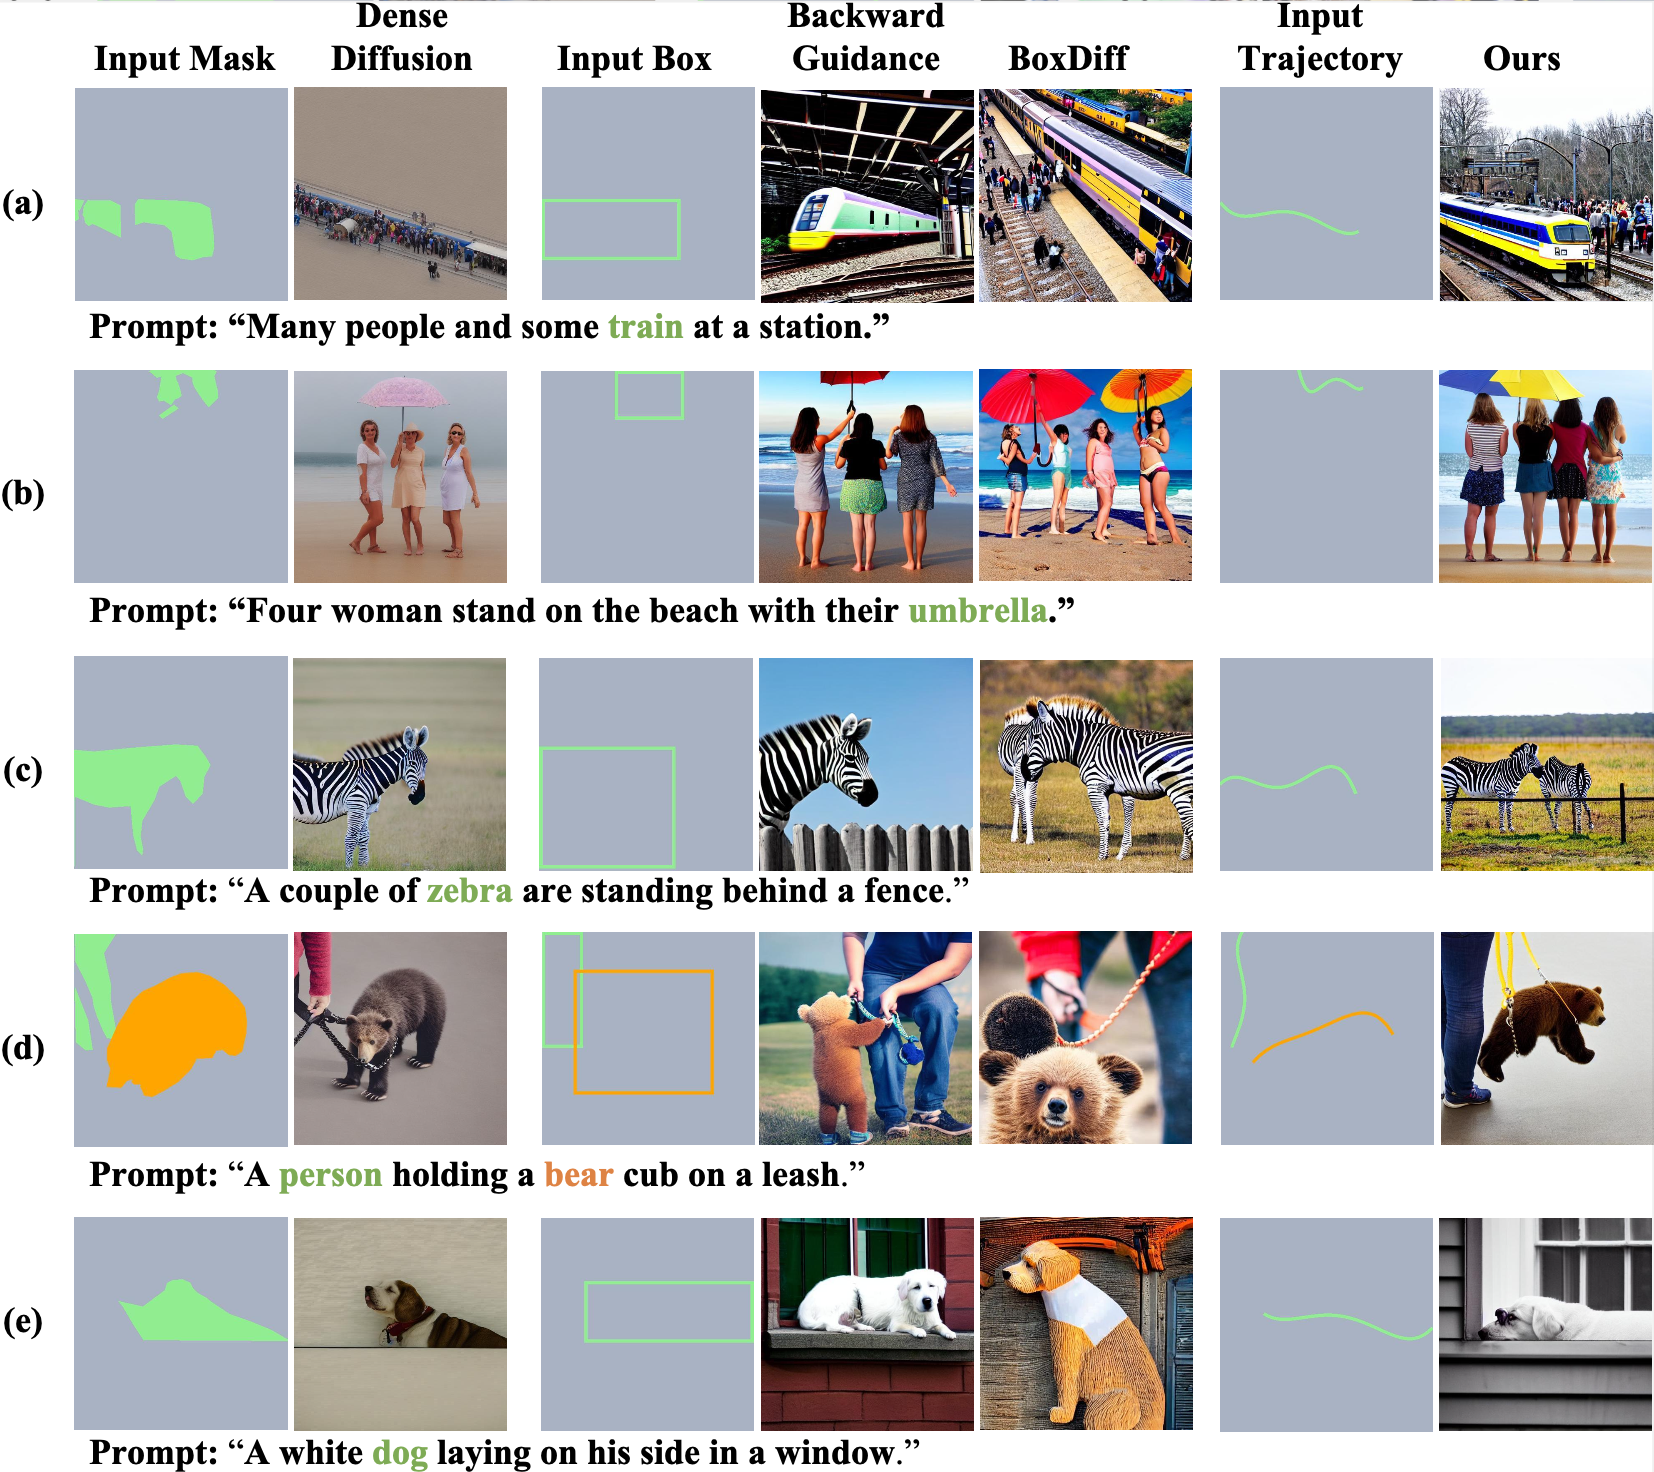 Input Mask
Dense
Diffusion
Input Box
Backward
Guidance
BoxDiff
Input
Trajectory
Ours
(a)
Prompt: “Many people and some train at a station.”
(b)
Prompt: “Four woman stand on the beach with their umbrella.”
(c)
Prompt: “A couple of zebra are standing behind a fence.”
(d)
Prompt: “A person holding a bear cub on a leash.”
(e)
Prompt: “A white dog laying on his side in a window.”